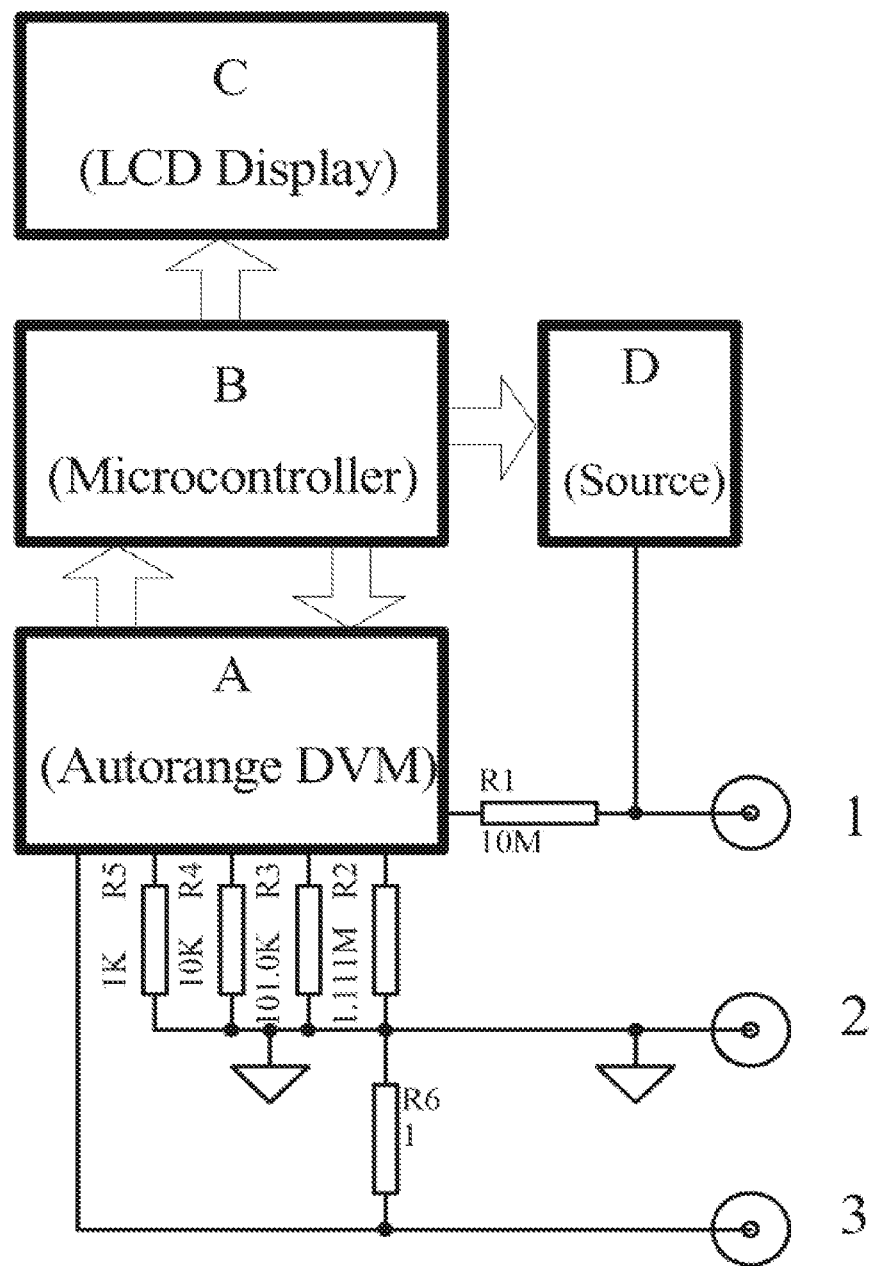 C
(LCD Display)
B
(Microcontroller)
D
(Source)
A
(Autorange DVM)
R1
10M
1
R5
1K
R4
10K
R3
101.0K
R2
1.111M
2
R6
1
3